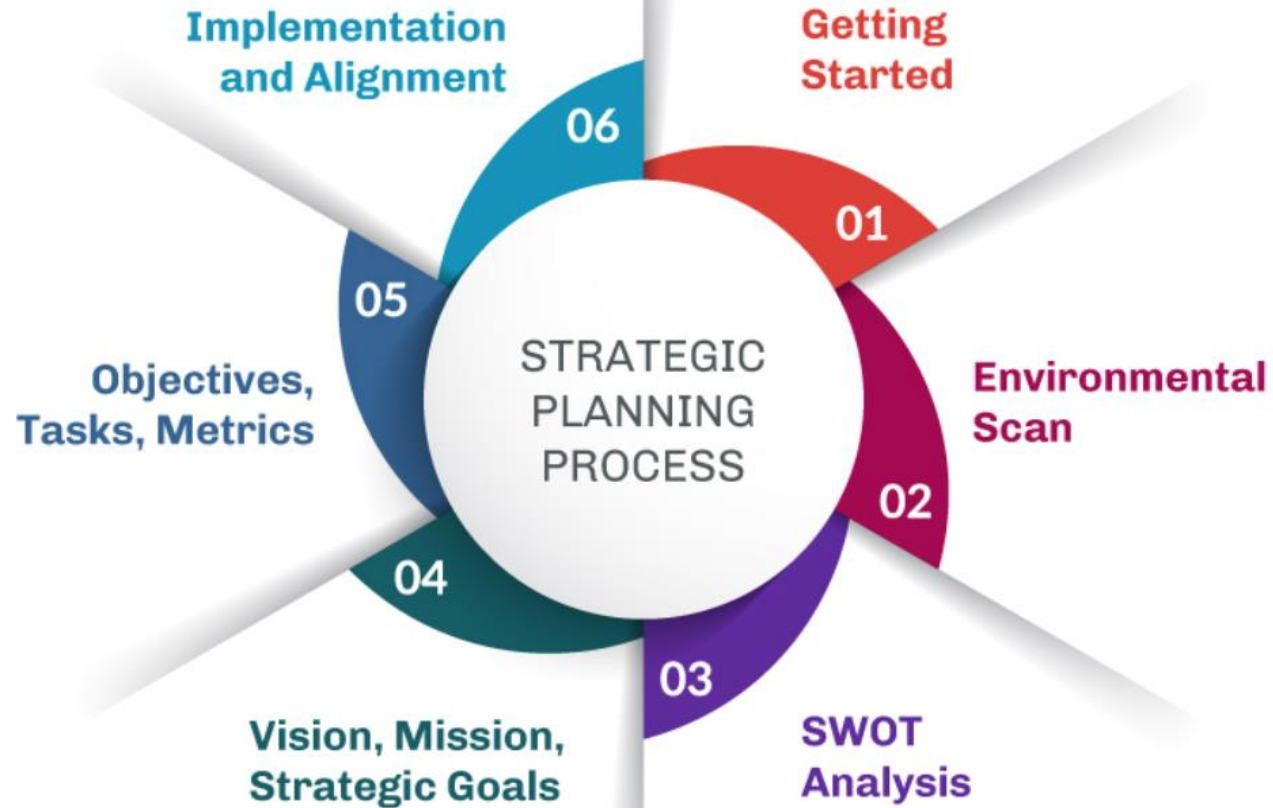 STRATEGIC
PLANNING
PROCESS
Getting
Started
01
Environmental
Scan
02
SWOT
Analysis
03
Vision, Mission,
Strategic Goals
04
Objectives,
Tasks, Metrics
05
Implementation
and Alignment
06